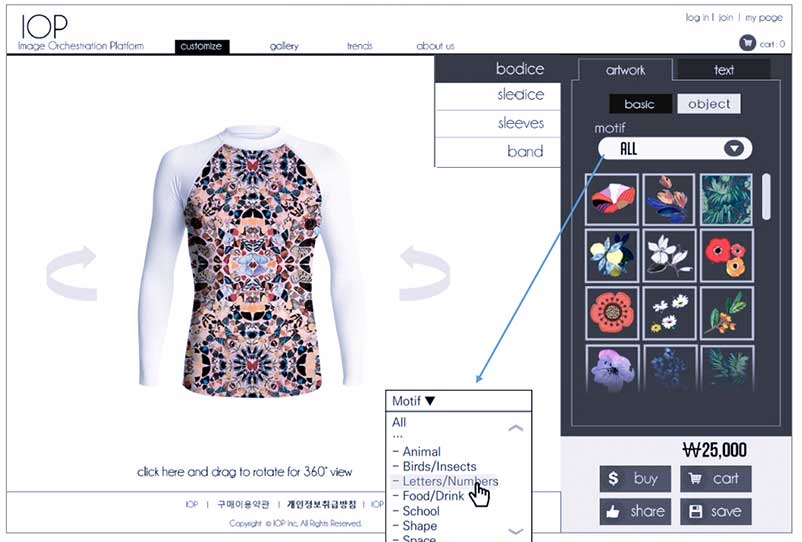 IOP
Image Orchestration Platform
customize
gallery
trends
about us
log in | join | my page
cart : 0
bodice
sledice
sleeves
band
artwork
text
basic
object
motif
ALL
click here and drag to rotate for 360° view
Motif ▼
All
...
– Animal
– Birds/Insects
– Letters/Numbers
– Food/Drink
– School
– Shape
– Space
₩25,000
$ buy
cart
share
save
IOP | 구매이용약관 | 개인정보취급방침 | IOP
Copyright © IOP Inc, All Rights Reserved.